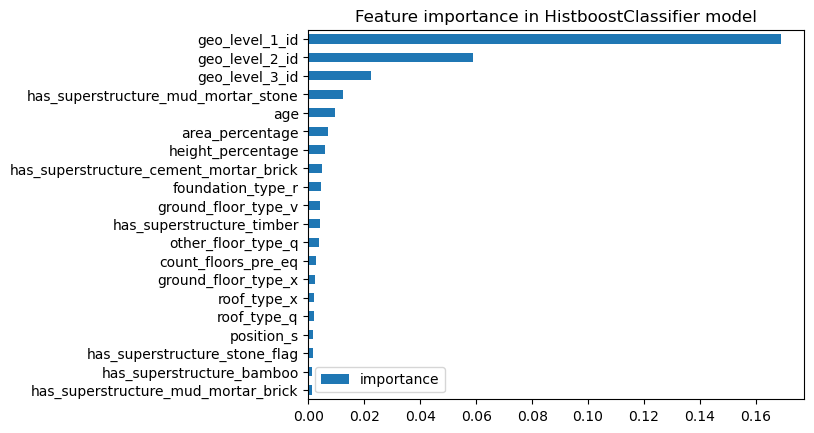 Feature importance in HistboostClassifier model
geo_level_1_id
geo_level_2_id
geo_level_3_id
has_superstructure_mud_mortar_stone
age
area_percentage
height_percentage
has_superstructure_cement_mortar_brick
foundation_type_r
ground_floor_type_v
has_superstructure_timber
other_floor_type_q
count_floors_pre_eq
ground_floor_type_x
roof_type_x
roof_type_q
position_s
has_superstructure_stone_flag
has_superstructure_bamboo
has_superstructure_mud_mortar_brick
importance
0.00 0.02 0.04 0.06 0.08 0.10 0.12 0.14 0.16